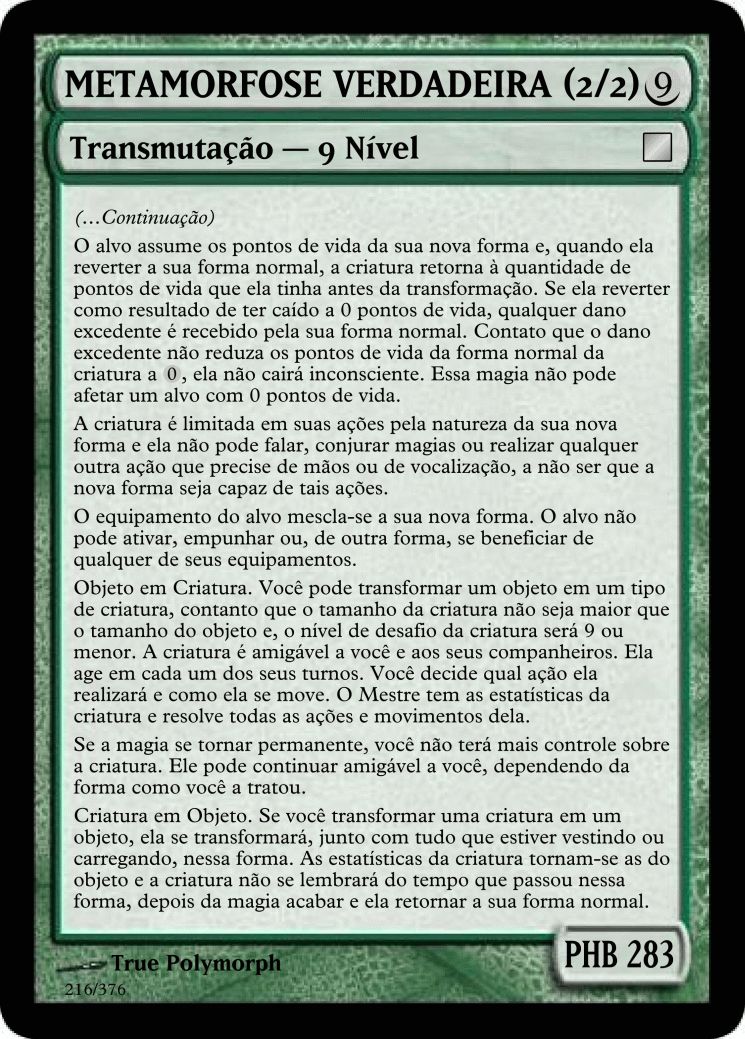 METAMORFOSE VERDADEIRA (2/2) 9
Transmutação — 9 Nível
(...Continuação)
O alvo assume os pontos de vida da sua nova forma e, quando ela
reverter a sua forma normal, a criatura retorna à quantidade de
pontos de vida que ela tinha antes da transformação. Se ela reverter
como resultado de ter caído a 0 pontos de vida, qualquer dano
excedente é recebido pela sua forma normal. Contato que o dano
excedente não reduza os pontos de vida da forma normal da
criatura a 0, ela não cairá inconsciente. Essa magia não pode
afetar um alvo com 0 pontos de vida.
A criatura é limitada em suas ações pela natureza da sua nova
forma e ela não pode falar, conjurar magias ou realizar qualquer
outra ação que precise de mãos ou de vocalização, a não ser que a
nova forma seja capaz de tais ações.
O equipamento do alvo mescla-se a sua nova forma. O alvo não
pode ativar, empunhar ou, de outra forma, se beneficiar de
qualquer de seus equipamentos.
Objeto em Criatura. Você pode transformar um objeto em um tipo
de criatura, contanto que o tamanho da criatura não seja maior que
o tamanho do objeto e, o nível de desafio da criatura será 9 ou
menor. A criatura é amigável a você e aos seus companheiros. Ela
age em cada um dos seus turnos. Você decide qual ação ela
realizará e como ela se move. O Mestre tem as estatísticas da
criatura e resolve todas as ações e movimentos dela.
Se a magia se tornar permanente, você não terá mais controle sobre
a criatura. Ele pode continuar amigável a você, dependendo da
forma como você a tratou.
Criatura em Objeto. Se você transformar uma criatura em um
objeto, ela se transformará, junto com tudo que estiver vestindo ou
carregando, nessa forma. As estatísticas da criatura tornam-se as do
objeto e a criatura não se lembrará do tempo que passou nessa
forma, depois da magia acabar e ela retornar a sua forma normal.
PHB 283
True Polymorph
216/376